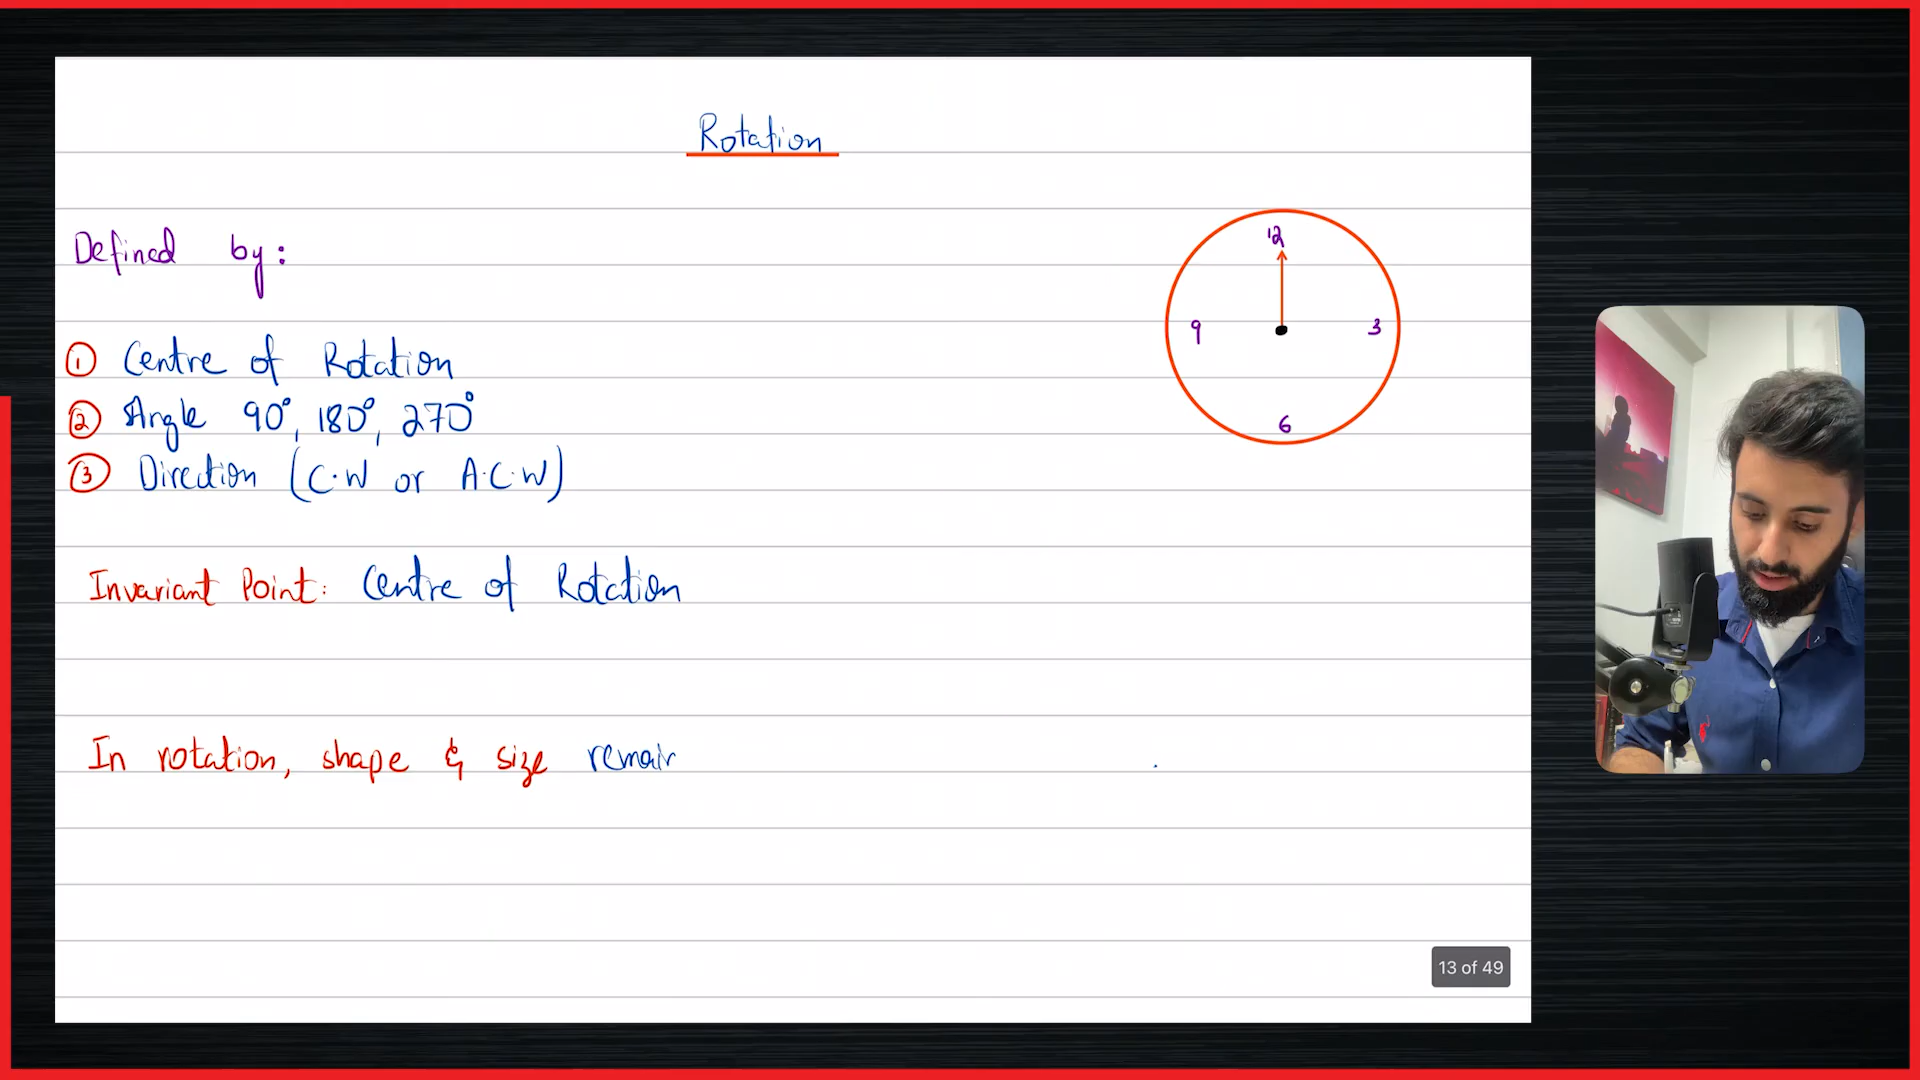 Rotation
Defined by:
12
9
3
6
① Centre of Rotation
② Angle 90°, 180°, 270°
③ Direction (C.W or A.C.W)
Invariant Point: Centre of Rotation
In rotation, shape & size remair
13 of 49